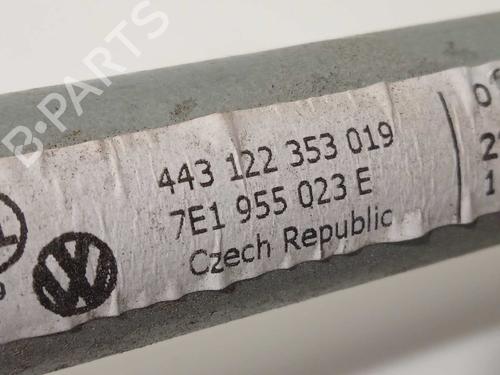 B-PARTS
443 122 353 019
7E1 955 023 E
Czech Republic